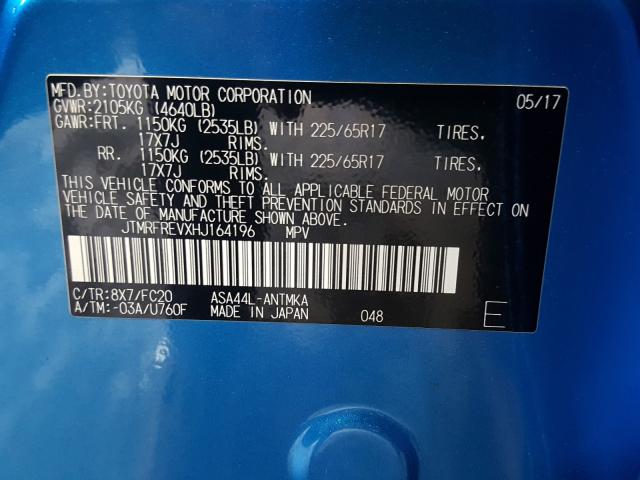 MFD.BY:TOYOTA MOTOR CORPORATION 05/17
GVWR:2105KG (4640LB)
GAWR:FRT. 1150KG (2535LB) WITH 225/65R17 TIRES,
17X7J RIMS.
RR. 1150KG (2535LB) WITH 225/65R17 TIRES,
17X7J RIMS.
THIS VEHICLE CONFORMS TO ALL APPLICABLE FEDERAL MOTOR
VEHICLE SAFETY AND THEFT PREVENTION STANDARDS IN EFFECT ON
THE DATE OF MANUFACTURE SHOWN ABOVE.
JTMRFREVXHJ164196 MPV
C/TR:8X7/FC20 ASA44L-ANTMKA
A/TM:-03A/U760F MADE IN JAPAN 048 E